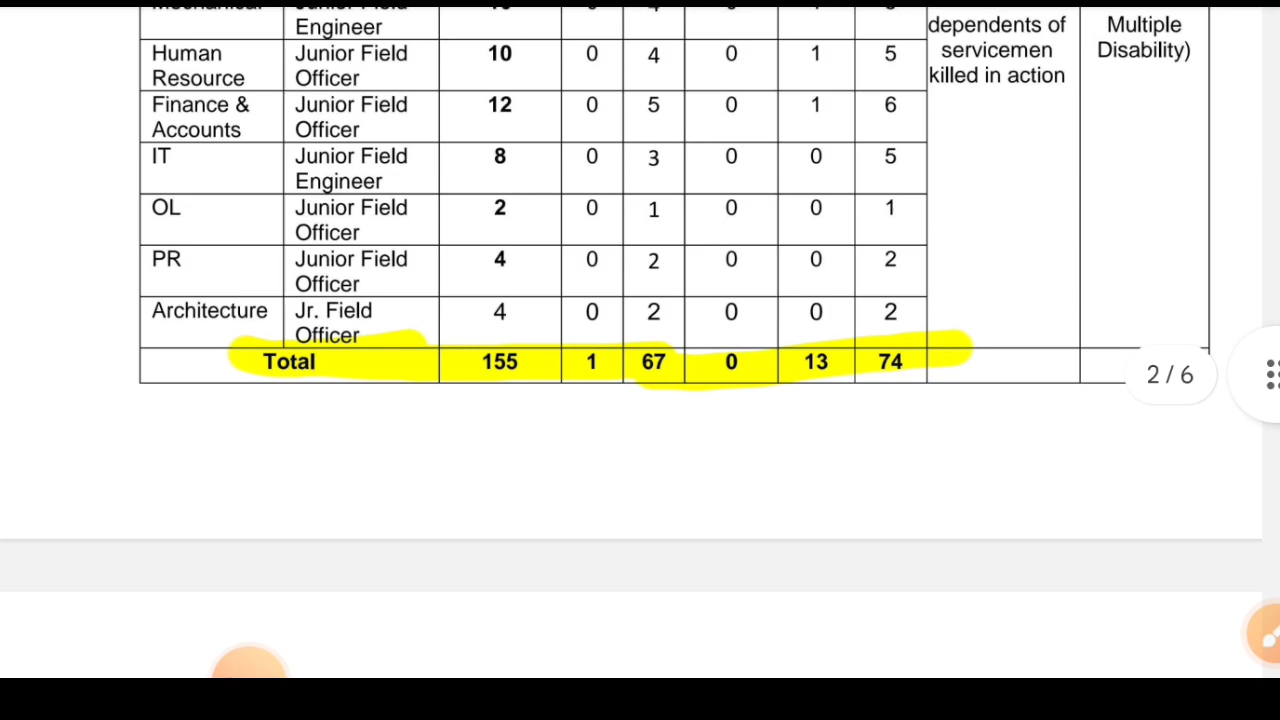 Engineer
dependents of Multiple
Human Junior Field 10 0 4 0 1 5 servicemen Disability)
Resource Officer killed in action
Finance & Junior Field 12 0 5 0 1 6
Accounts Officer
IT Junior Field 8 0 3 0 0 5
Engineer
OL Junior Field 2 0 1 0 0 1
Officer
PR Junior Field 4 0 2 0 0 2
Officer
Architecture Jr. Field 4 0 2 0 0 2
Officer
Total 155 1 67 0 13 74
2 / 6